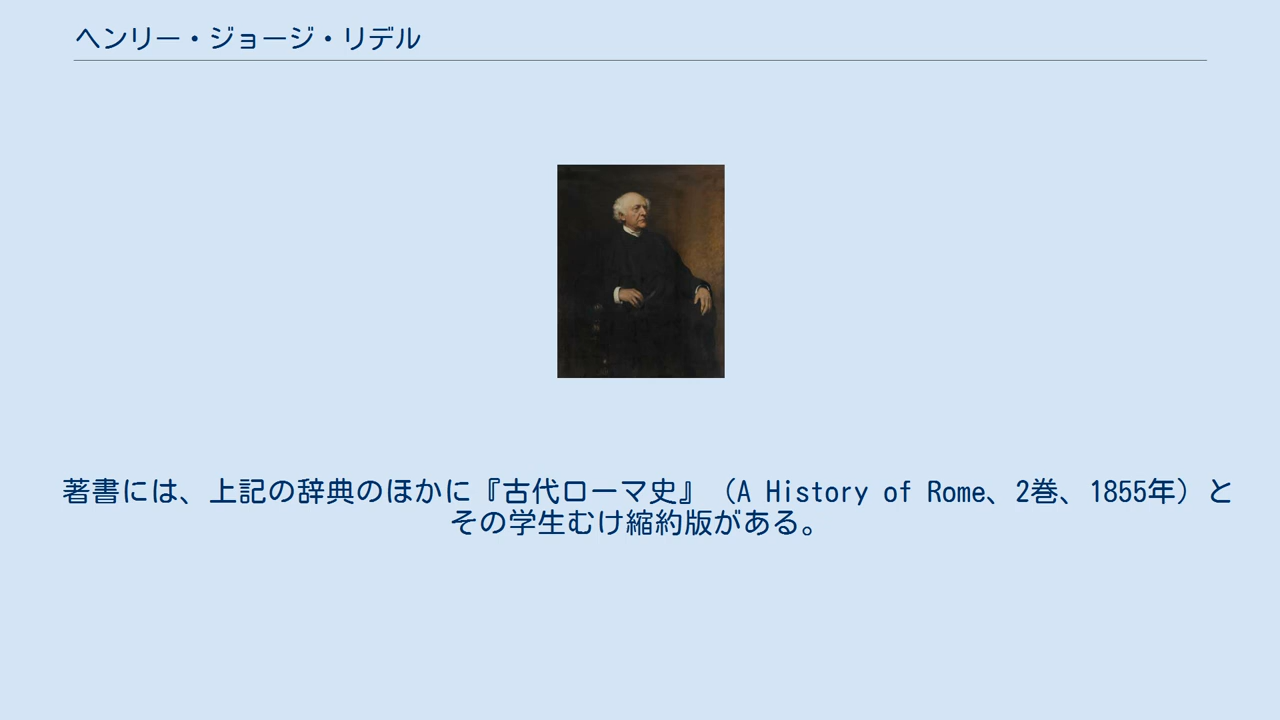 ヘンリー・ジョージ・リデル
著書には、上記の辞典のほかに『古代ローマ史』（A History of Rome、2巻、1855年）と
その学生むけ縮約版がある。